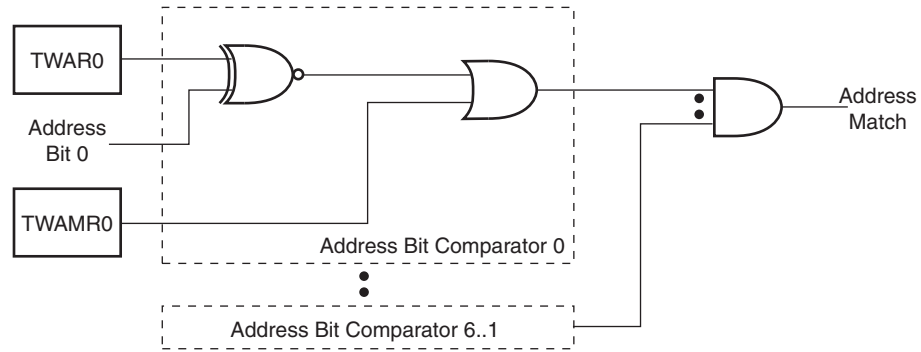 TWAR0
Address
Bit 0
Address
Match
TWAMR0
Address Bit Comparator 0
Address Bit Comparator 6..1